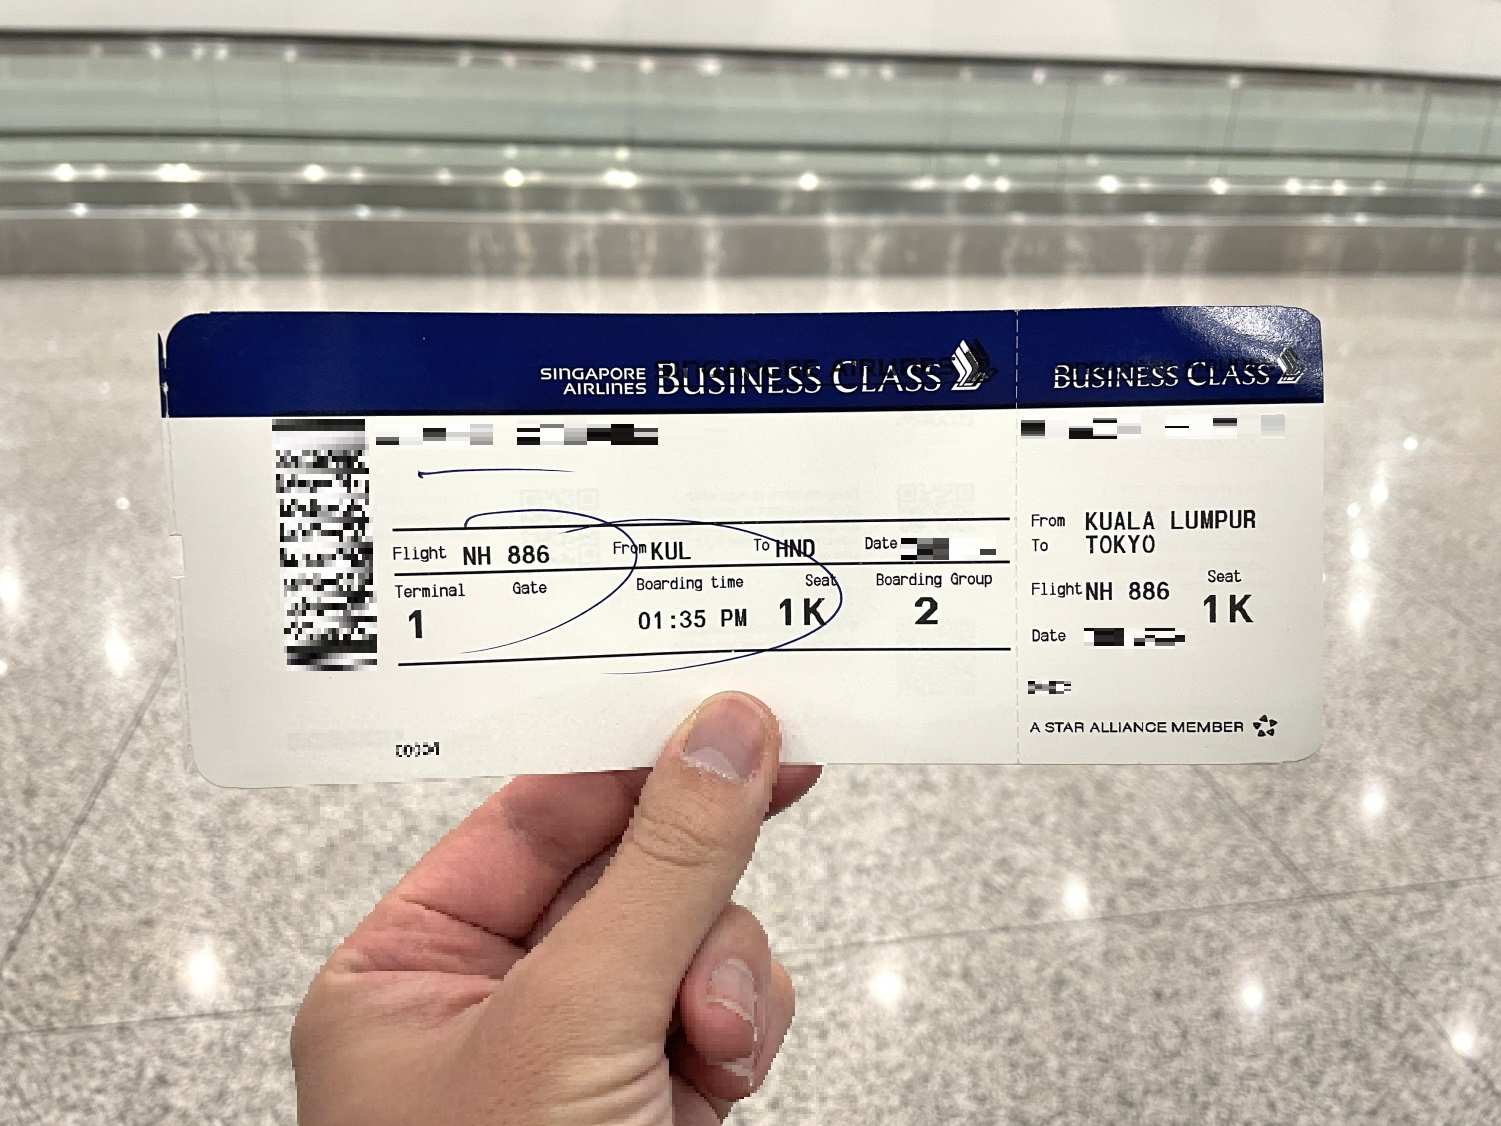 SINGAPORE AIRLINES BUSINESS CLASS
SINGAPORE AIRLINES
Flight NH 886 From KUL To HND Date
Terminal Gate Boarding time Seat Boarding Group
1 01:35 PM 1K 2
BUSINESS CLASS
From KUALA LUMPUR
To TOKYO
Flight NH 886 Seat
1K
Date
A STAR ALLIANCE MEMBER